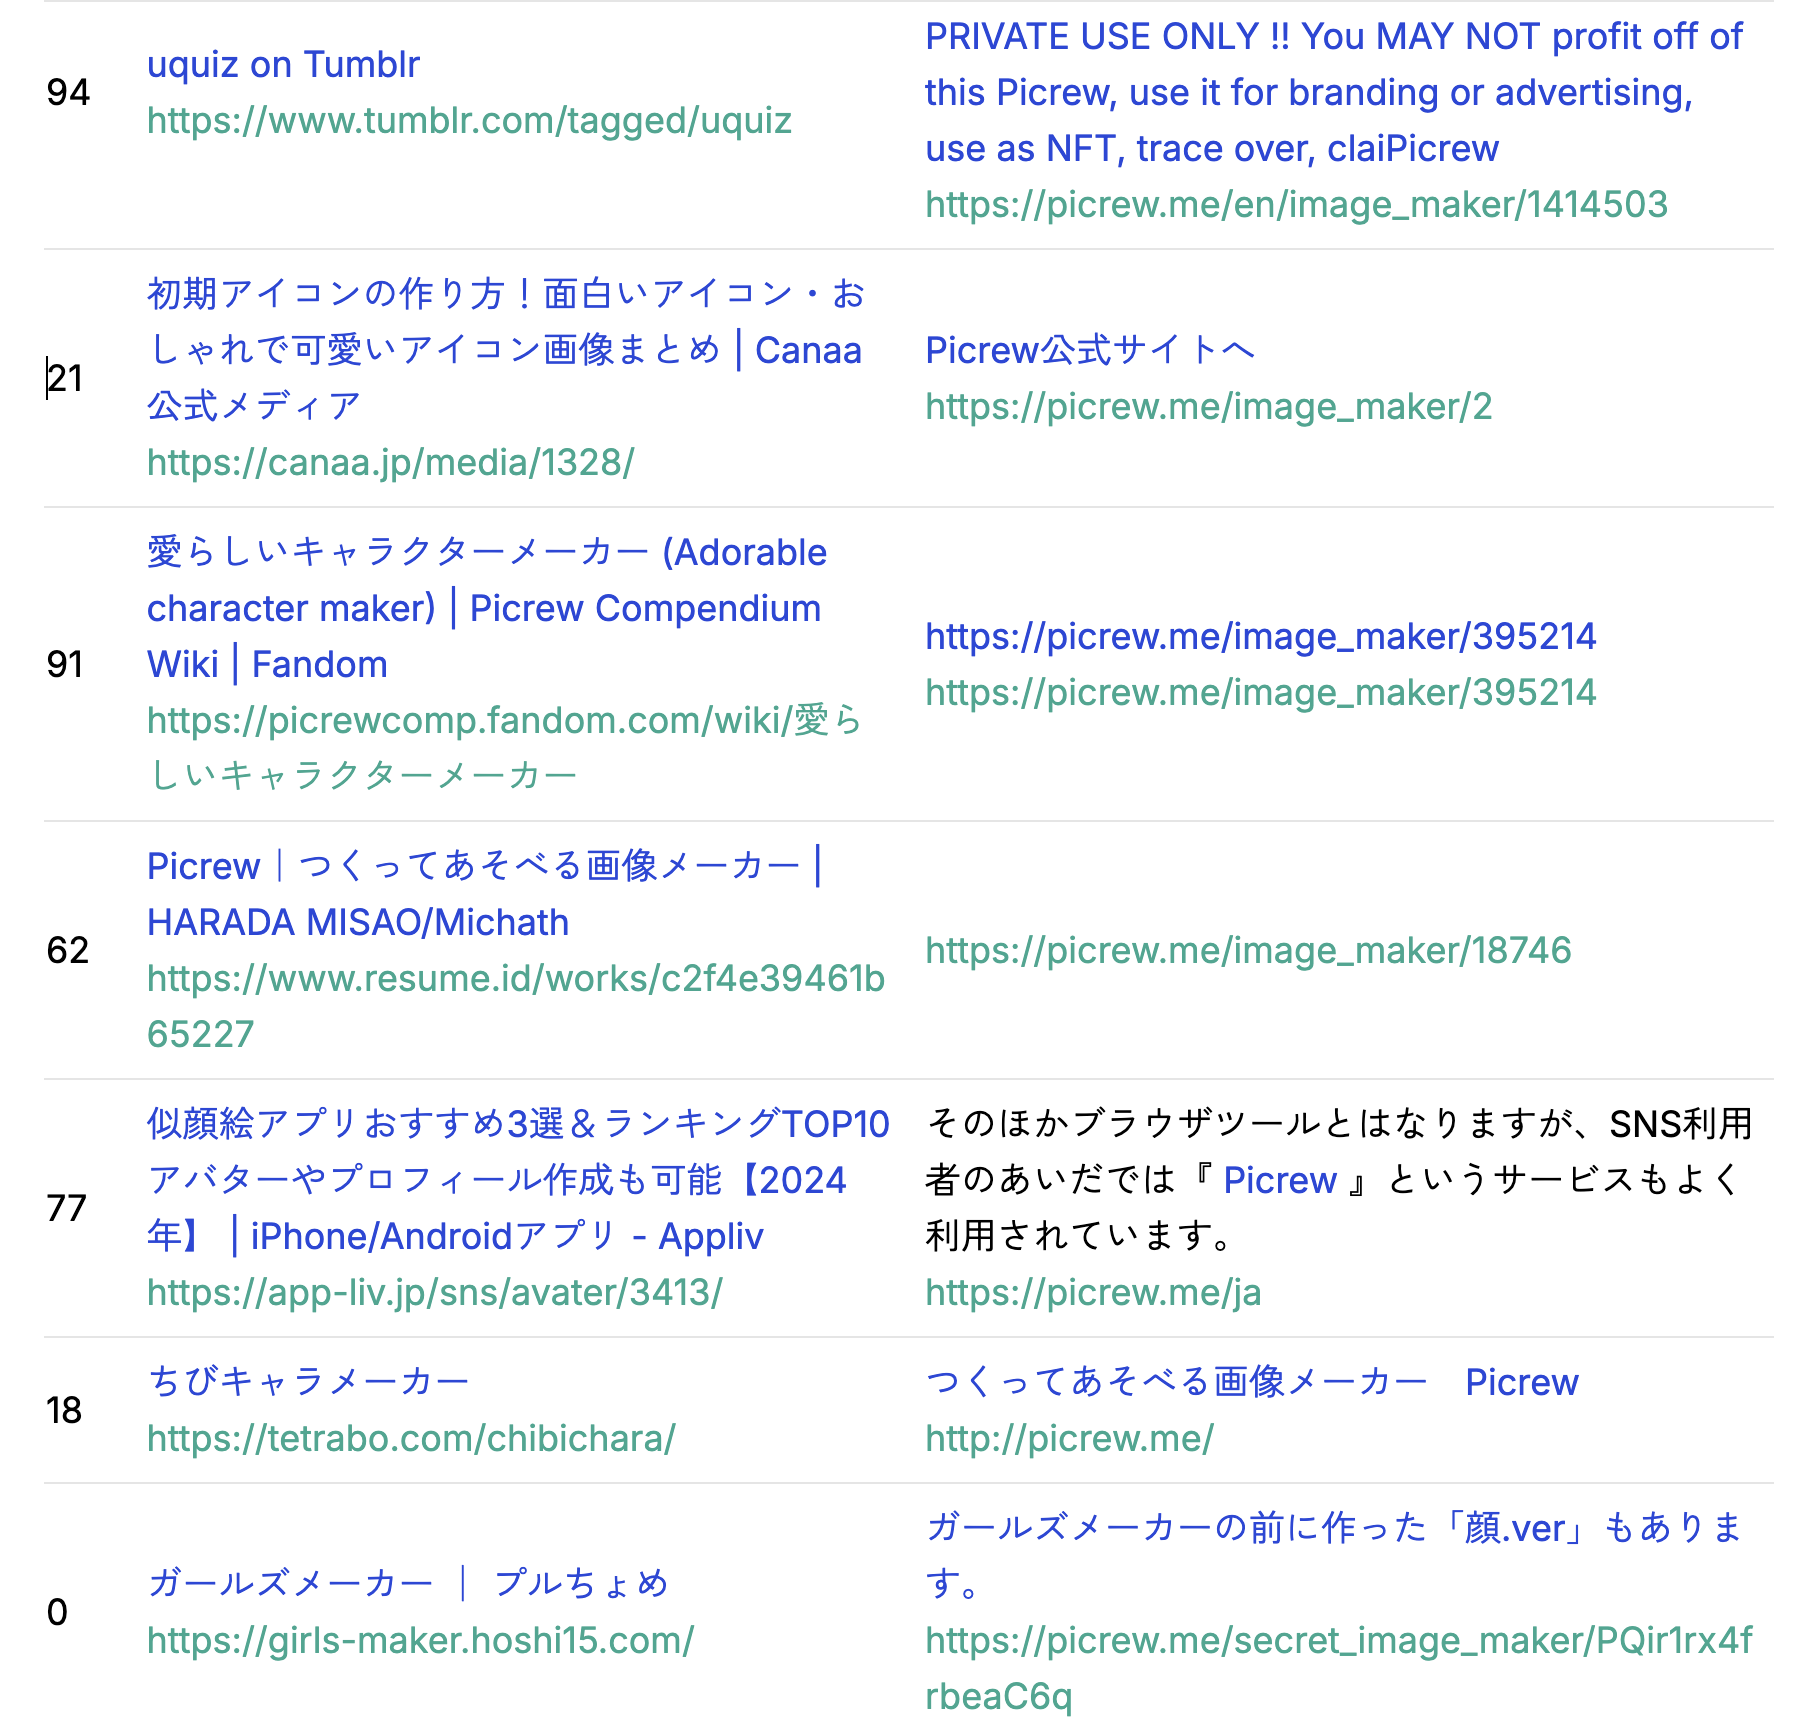 94
uquiz on Tumblr
https://www.tumblr.com/tagged/uquiz
PRIVATE USE ONLY !! You MAY NOT profit off of
this Picrew, use it for branding or advertising,
use as NFT, trace over, claiPicrew
https://picrew.me/en/image_maker/1414503
21
初期アイコンの作り方！面白いアイコン・お
しゃれで可愛いアイコン画像まとめ | Canaa
公式メディア
https://canaa.jp/media/1328/
Picrew公式サイトへ
https://picrew.me/image_maker/2
91
愛らしいキャラクターメーカー (Adorable
character maker) | Picrew Compendium
Wiki | Fandom
https://picrewcomp.fandom.com/wiki/愛ら
しいキャラクターメーカー
https://picrew.me/image_maker/395214
https://picrew.me/image_maker/395214
62
Picrew｜つくってあそべる画像メーカー |
HARADA MISAO/Michath
https://www.resume.id/works/c2f4e39461b
65227
https://picrew.me/image_maker/18746
77
似顔絵アプリおすすめ3選＆ランキングTOP10
アバターやプロフィール作成も可能【2024
年】 | iPhone/Androidアプリ - Appliv
https://app-liv.jp/sns/avater/3413/
そのほかブラウザツールとはなりますが、SNS利用
者のあいだでは『 Picrew 』というサービスもよく
利用されています。
https://picrew.me/ja
18
ちびキャラメーカー
https://tetrabo.com/chibichara/
つくってあそべる画像メーカー　Picrew
http://picrew.me/
0
ガールズメーカー ｜ プルちょめ
https://girls-maker.hoshi15.com/
ガールズメーカーの前に作った「顔.ver」もありま
す。
https://picrew.me/secret_image_maker/PQir1rx4f
rbeaC6q